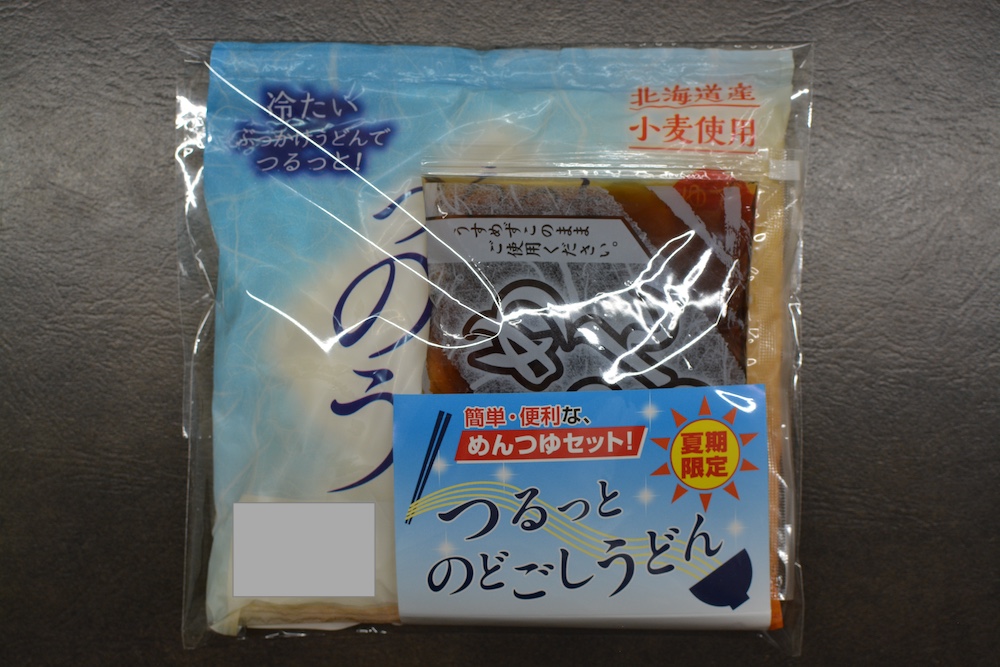 冷たい
ぶっかけうどんで
つるっと!
北海道産
小麦使用
のう
うすめずこのまま
ご使用ください。
簡単・便利な、
めんつゆセット!
夏期
限定
つるっと
のどごしうどん